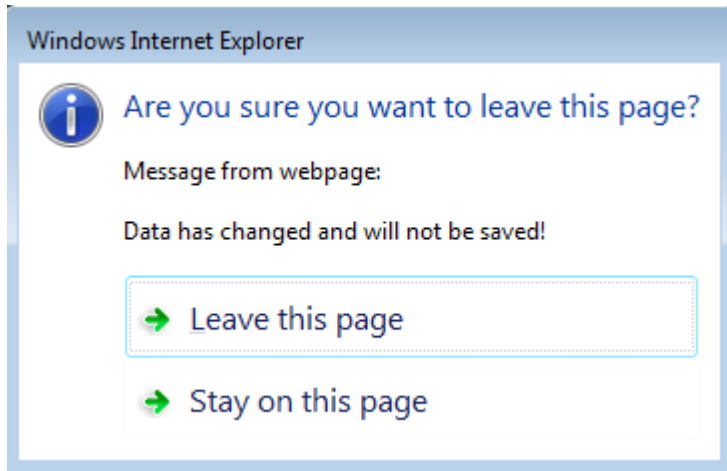 Windows Internet Explorer
Are you sure you want to leave this page?
Message from webpage:
Data has changed and will not be saved!
Leave this page
Stay on this page